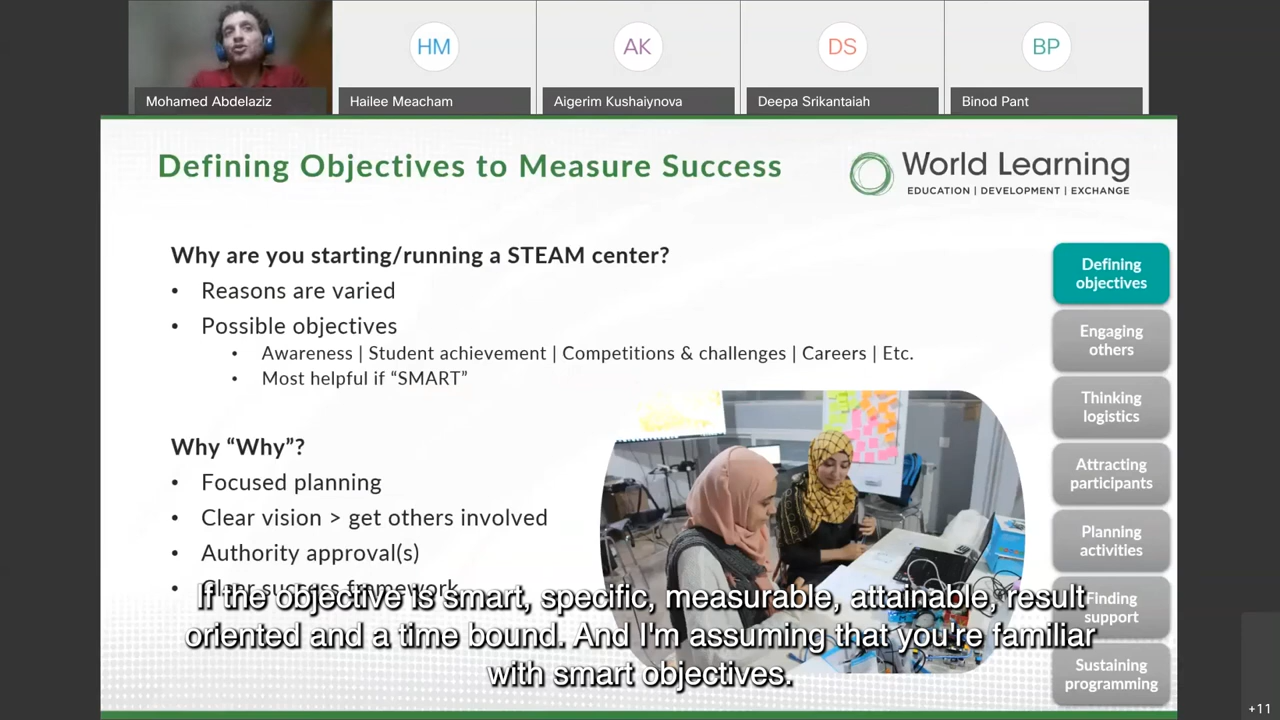 HM
AK
DS
BP
Mohamed Abdelaziz
Hailee Meacham
Aigerim Kushaiynova
Deepa Srikantaiah
Binod Pant
Defining Objectives to Measure Success
World Learning
EDUCATION | DEVELOPMENT | EXCHANGE
Why are you starting/running a STEAM center?
• Reasons are varied
• Possible objectives
• Awareness | Student achievement | Competitions & challenges | Careers | Etc.
• Most helpful if “SMART”
Why “Why”?
• Focused planning
• Clear vision > get others involved
• Authority approval(s)
• Clear success framework
Defining
objectives
Engaging
others
Thinking
logistics
Attracting
participants
Planning
activities
Finding
support
Sustaining
programming
If the objective is smart, specific, measurable, attainable, result
oriented and a time bound. And I'm assuming that you're familiar
with smart objectives.
+11